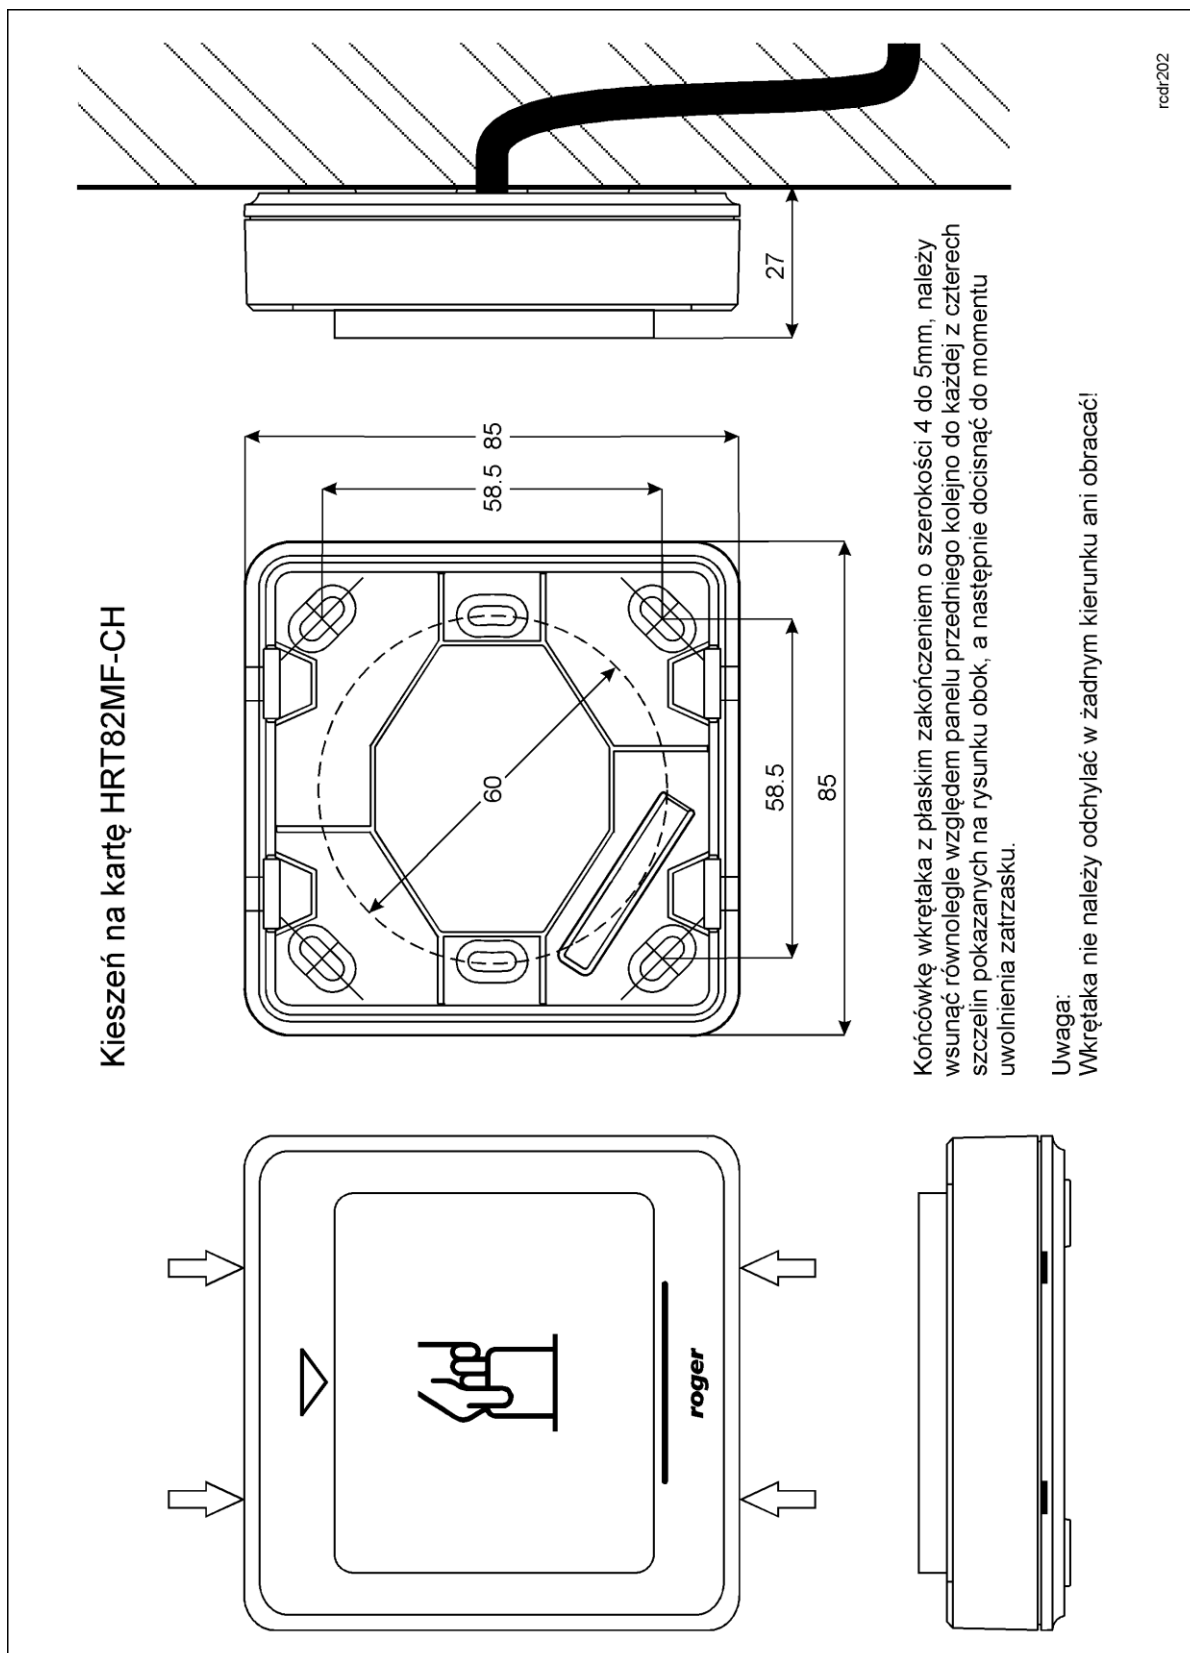 Kieszeń na kartę HRT82MF-CH
roger
60
58.5
85
58.5
85
27
Końcówkę wkrętaka z płaskim zakończeniem o szerokości 4 do 5mm, należy
wsunąć równolegle względem panelu przedniego kolejno do każdej z czterech
szczelin pokazanych na rysunku obok, a następnie docisnąć do momentu
uwolnienia zatrzasku.
Uwaga:
Wkrętaka nie należy odchylać w żadnym kierunku ani obracać!
rcdr202